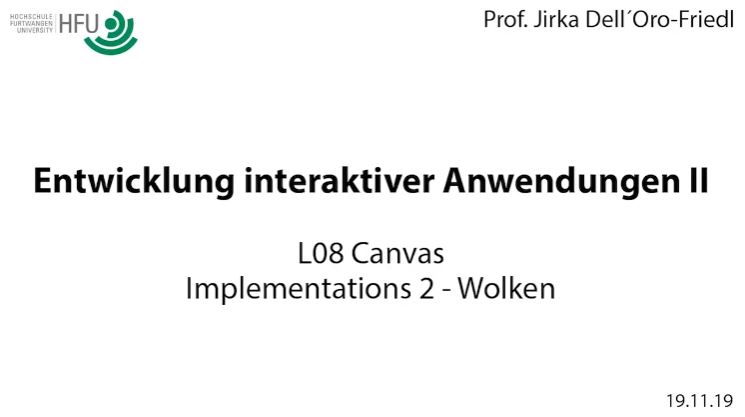 HOCHSCHULE
FURTWANGEN
UNIVERSITY
HFU
Prof. Jirka Dell´Oro-Friedl
Entwicklung interaktiver Anwendungen II
L08 Canvas
Implementations 2 - Wolken
19.11.19